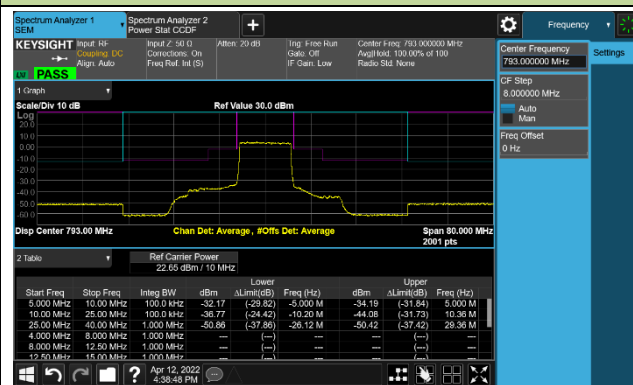 Spectrum Analyzer 1
SEM
Spectrum Analyzer 2
Power Stat CCDF
+
Frequency
KEYSIGHT
Input: RF
Coupling: DC
Align: Auto
Input Z: 50 Ω
Corrections: On
Freq Ref: Int (S)
Atten: 20 dB
Trig: Free Run
Gate: Off
IF Gain: Low
Center Freq: 793.000000 MHz
Avg|Hold: 100.00% of 100
Radio Std: None
LXI
PASS
Center Frequency
793.000000 MHz
Settings
CF Step
8.000000 MHz
Auto
Man
Freq Offset
0 Hz
1 Graph
Scale/Div 10 dB
Ref Value 30.0 dBm
Log
20.0
10.0
0.00
-10.0
-20.0
-30.0
-40.0
-50.0
-60.0
Disp Center 793.00 MHz
Chan Det: Average , #Offs Det: Average
Span 80.000 MHz
2001 pts
2 Table
Ref Carrier Power
22.65 dBm / 10 MHz
Lower Upper
Start Freq Stop Freq Integ BW dBm ΔLimit(dB) Freq (Hz) dBm ΔLimit(dB) Freq (Hz)
5.000 MHz 10.00 MHz 100.0 kHz -32.17 (-29.82) -5.000 M -34.19 (-31.84) 5.000 M
10.00 MHz 25.00 MHz 100.0 kHz -36.77 (-24.42) -10.20 M -44.08 (-31.73) 10.36 M
25.00 MHz 40.00 MHz 1.000 MHz -50.86 (-37.86) -26.12 M -50.42 (-37.42) 29.36 M
4.000 MHz 8.000 MHz 1.000 MHz --- (---) --- --- (---) ---
8.000 MHz 12.50 MHz 1.000 MHz --- (---) --- --- (---) ---
12.50 MHz 15.00 MHz 1.000 MHz --- (---) --- --- (---) ---
?
Apr 12, 2022
4:38:48 PM